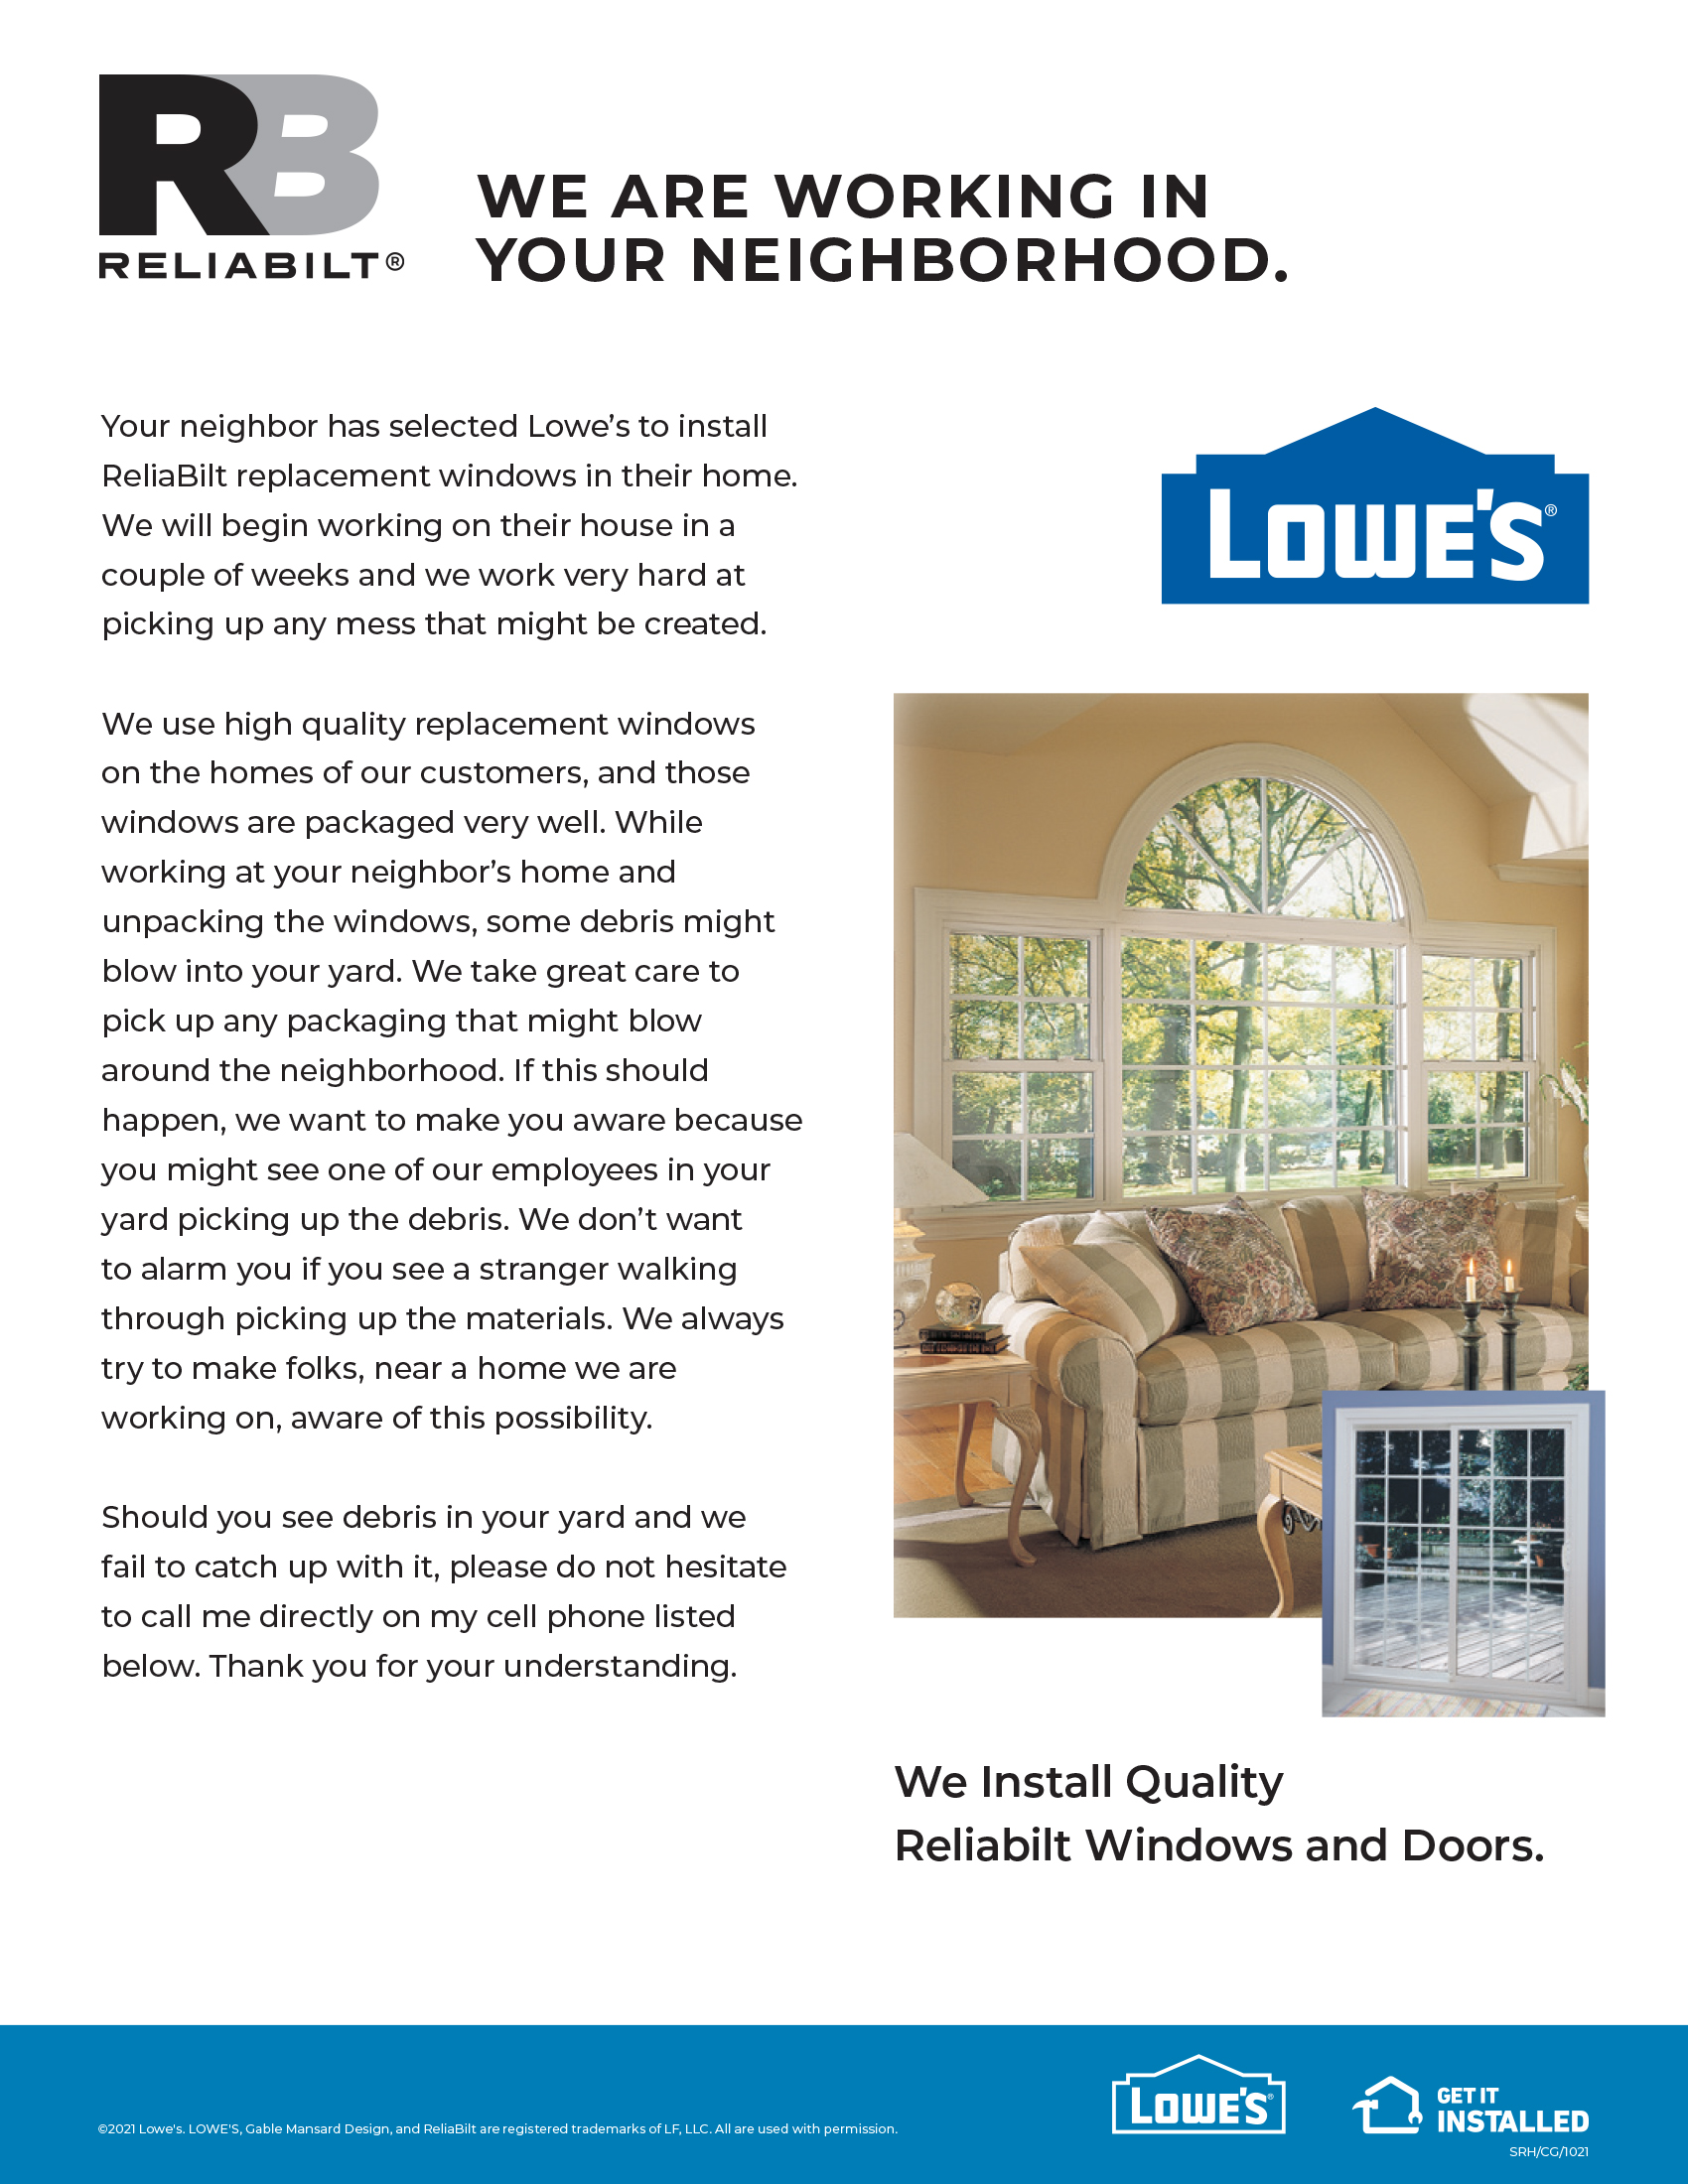 RB
RELIABILT®
WE ARE WORKING IN
YOUR NEIGHBORHOOD.
Your neighbor has selected Lowe’s to install
ReliaBilt replacement windows in their home.
We will begin working on their house in a
couple of weeks and we work very hard at
picking up any mess that might be created.
We use high quality replacement windows
on the homes of our customers, and those
windows are packaged very well. While
working at your neighbor’s home and
unpacking the windows, some debris might
blow into your yard. We take great care to
pick up any packaging that might blow
around the neighborhood. If this should
happen, we want to make you aware because
you might see one of our employees in your
yard picking up the debris. We don’t want
to alarm you if you see a stranger walking
through picking up the materials. We always
try to make folks, near a home we are
working on, aware of this possibility.
Should you see debris in your yard and we
fail to catch up with it, please do not hesitate
to call me directly on my cell phone listed
below. Thank you for your understanding.
LOWE'S®
We Install Quality
Reliabilt Windows and Doors.
©2021 Lowe's. LOWE'S, Gable Mansard Design, and ReliaBilt are registered trademarks of LF, LLC. All are used with permission.
LOWE'S®
GET IT
INSTALLED
SRH/CG/1021